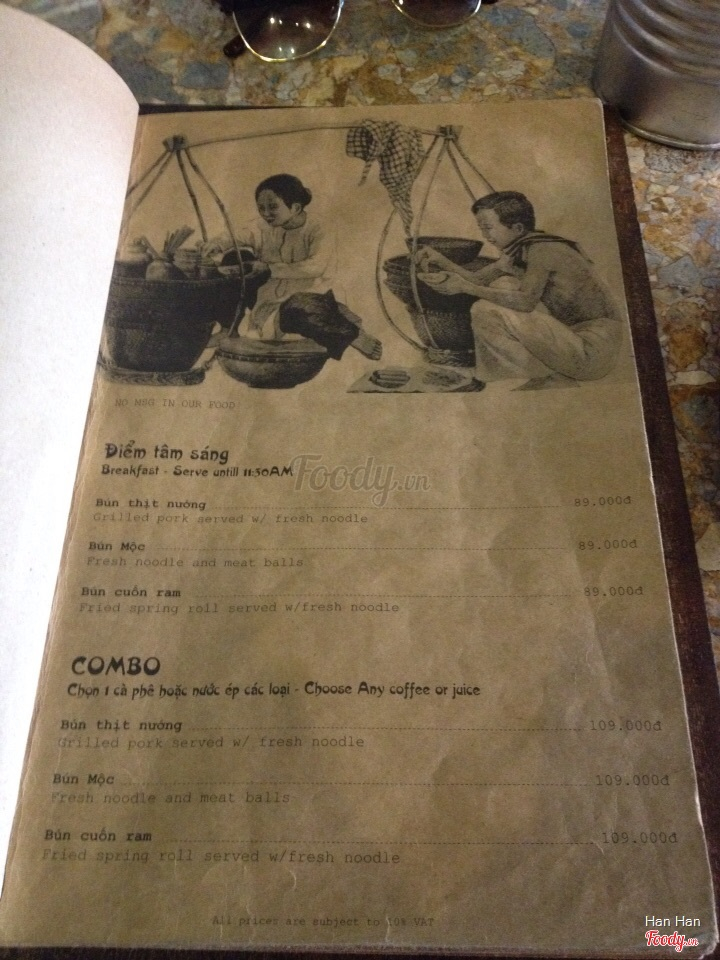 NO MSG IN OUR FOOD
Điểm tâm sáng
Breakfast - Serve untill 11:30AM
Foody.vn
Bún thịt nướng 89.000đ
Grilled pork served w/ fresh noodle
Bún Mộc 89.000đ
Fresh noodle and meat balls
Bún cuốn ram 89.000đ
Fried spring roll served w/fresh noodle
COMBO
Chọn 1 cà phê hoặc nước ép các loại - Choose Any coffee or juice
Bún thịt nướng 109.000đ
Grilled pork served w/ fresh noodle
Bún Mộc 109.000đ
Fresh noodle and meat balls
Bún cuốn ram 109.000đ
Fried spring roll served w/fresh noodle
All prices are subject to 10% VAT
Han Han
Foody.vn